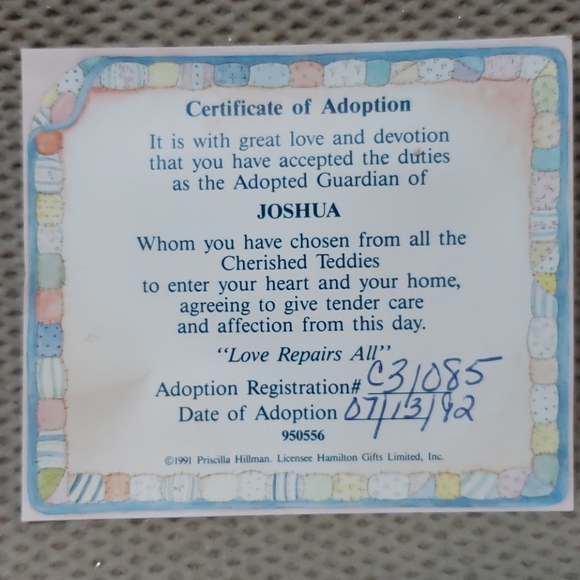 Certificate of Adoption
It is with great love and devotion
that you have accepted the duties
as the Adopted Guardian of
JOSHUA
Whom you have chosen from all the
Cherished Teddies
to enter your heart and your home,
agreeing to give tender care
and affection from this day.
"Love Repairs All"
Adoption Registration# C31085
Date of Adoption 07/13/92
950556
©1991 Priscilla Hillman. Licensee Hamilton Gifts Limited, Inc.